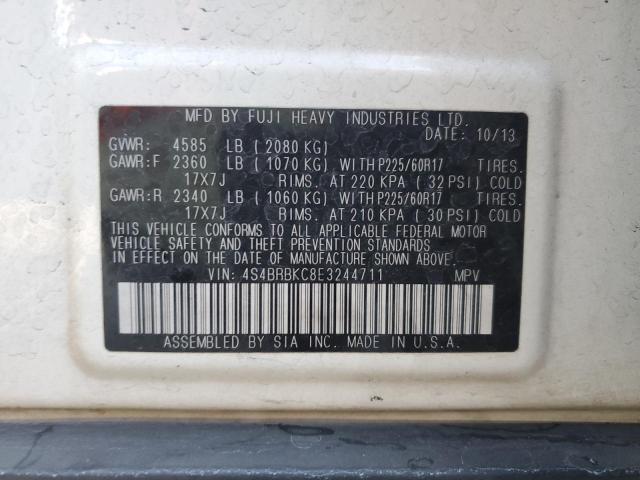 MFD BY FUJI HEAVY INDUSTRIES LTD.
DATE: 10/13
GVWR: 4585 LB ( 2080 KG)
GAWR:F 2360 LB ( 1070 KG) WITH P225/60R17 TIRES.
17X7J RIMS. AT 220 KPA ( 32 PSI) COLD
GAWR:R 2340 LB ( 1060 KG) WITH P225/60R17 TIRES.
17X7J RIMS. AT 210 KPA ( 30 PSI) COLD
THIS VEHICLE CONFORMS TO ALL APPLICABLE FEDERAL MOTOR
VEHICLE SAFETY AND THEFT PREVENTION STANDARDS
IN EFFECT ON THE DATE OF MANUFACTURE SHOWN ABOVE.
VIN: 4S4BRBKC8E3244711 MPV
ASSEMBLED BY SIA INC. MADE IN U.S.A.